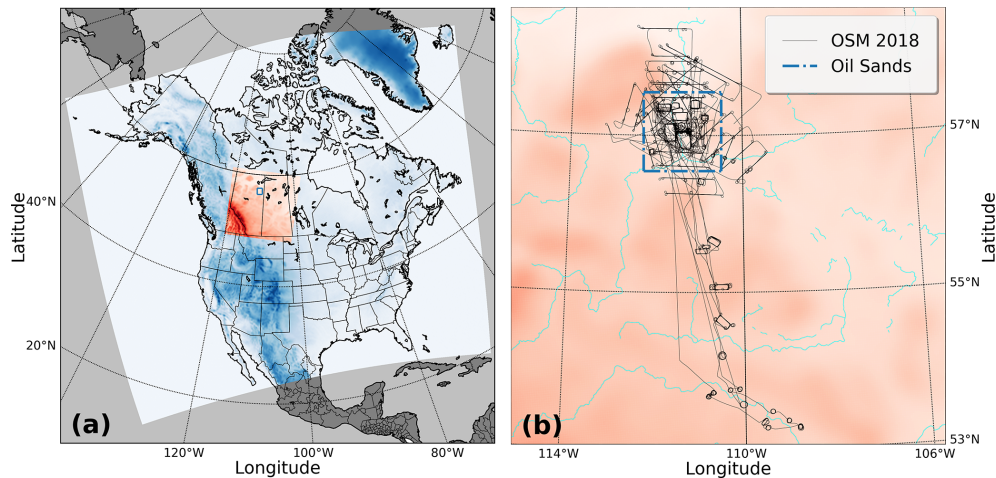 Latitude
40°N
20°N
(a)
120°W
100°W
80°W
Longitude
OSM 2018
Oil Sands
57°N
55°N
53°N
Latitude
(b)
114°W
110°W
106°W
Longitude